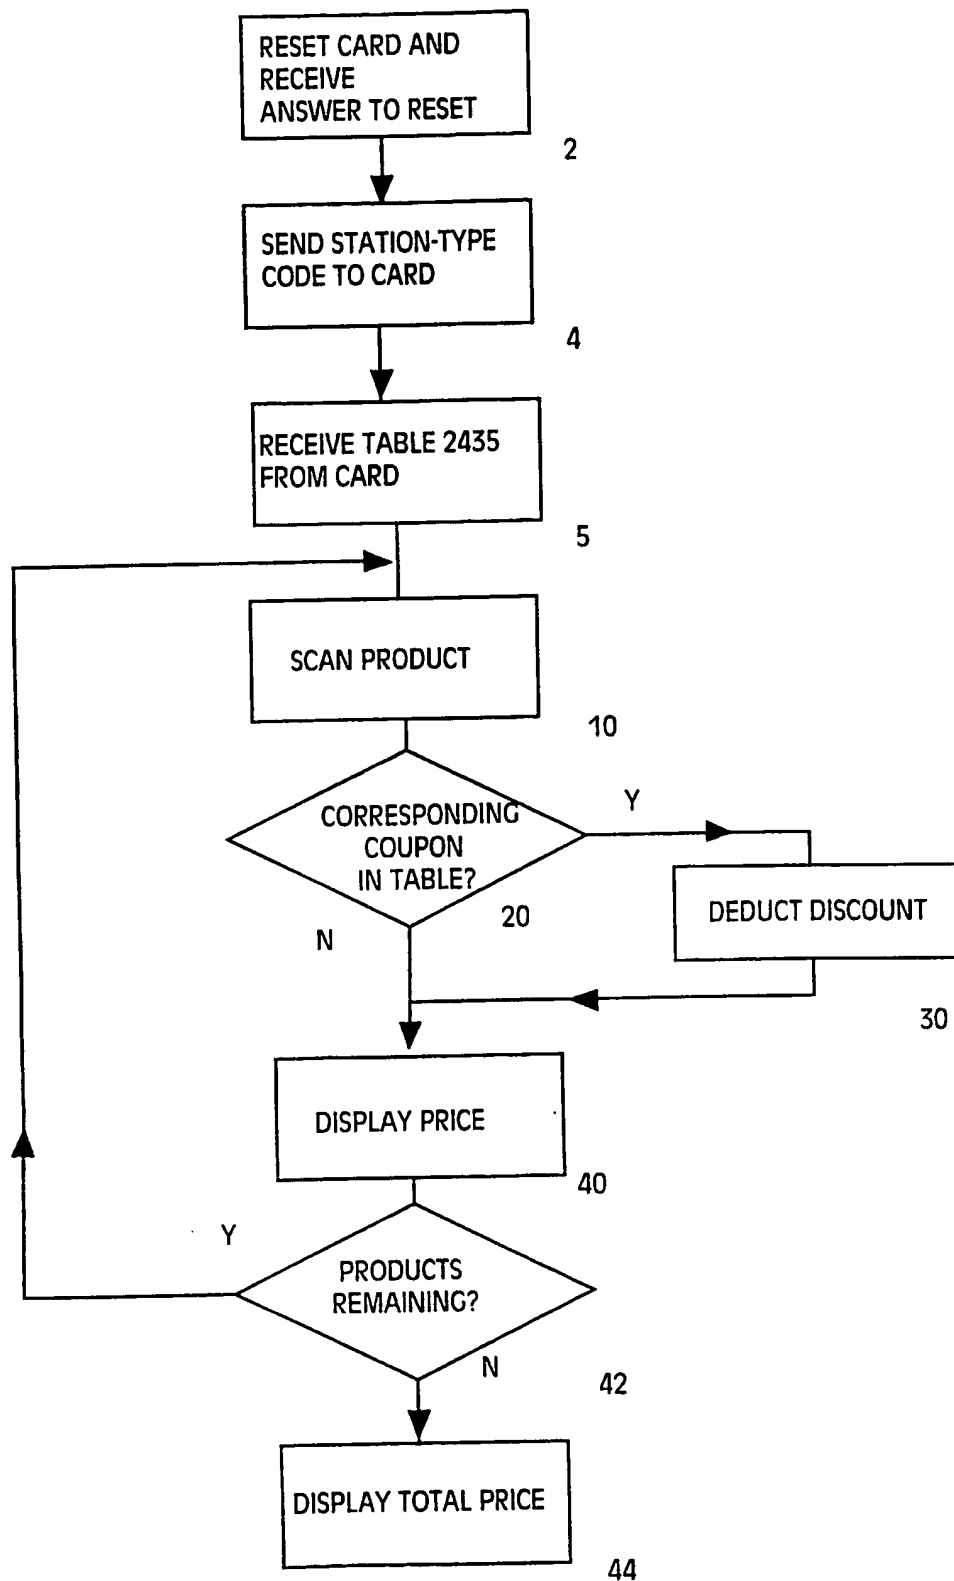 RESET CARD AND
RECEIVE
ANSWER TO RESET
2
SEND STATION-TYPE
CODE TO CARD
4
RECEIVE TABLE 2435
FROM CARD
5
SCAN PRODUCT
10
CORRESPONDING
COUPON
IN TABLE?
Y
20
N
DEDUCT DISCOUNT
30
DISPLAY PRICE
40
Y
PRODUCTS
REMAINING?
N
42
DISPLAY TOTAL PRICE
44